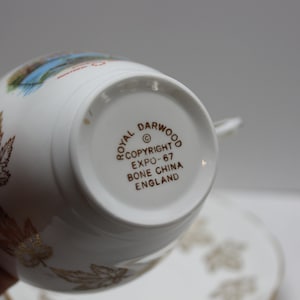 ROYAL DARWOOD
©
COPYRIGHT
EXPO-67
BONE CHINA
ENGLAND